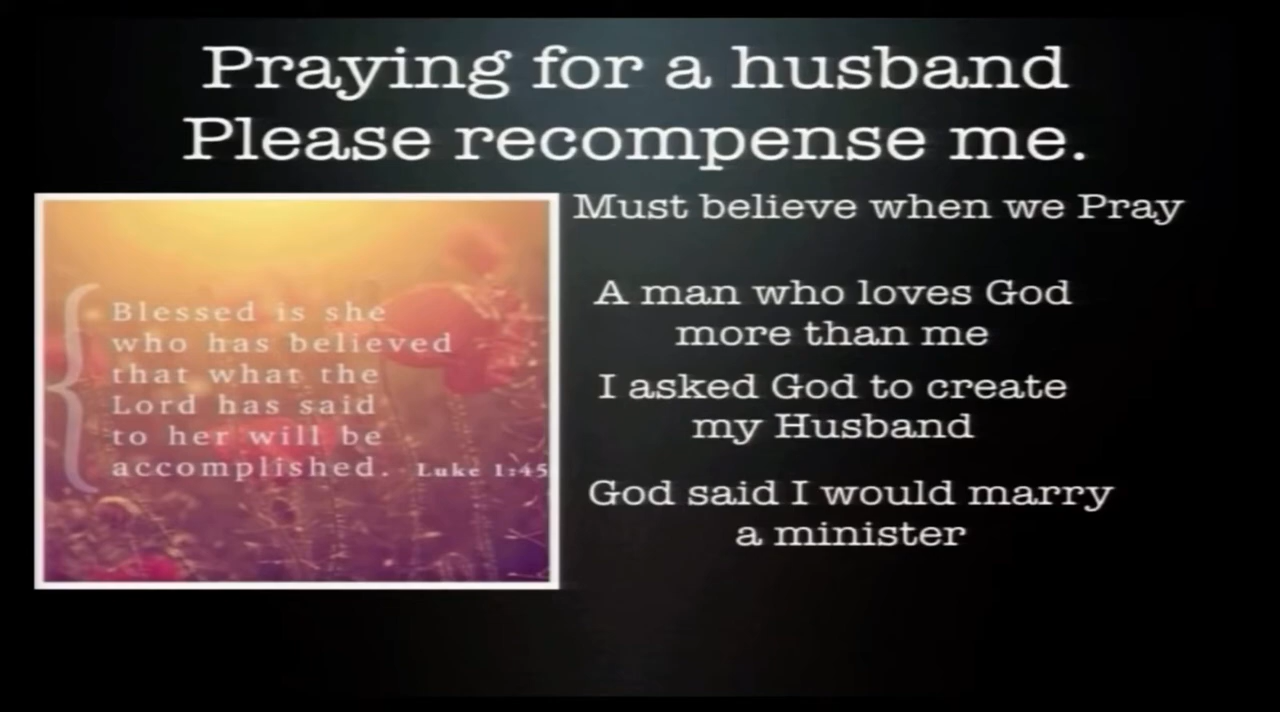 Praying for a husband
Please recompense me.
Blessed is she
who has believed
that what the
Lord has said
to her will be
accomplished. Luke 1:45
Must believe when we Pray
A man who loves God
more than me
I asked God to create
my Husband
God said I would marry
a minister